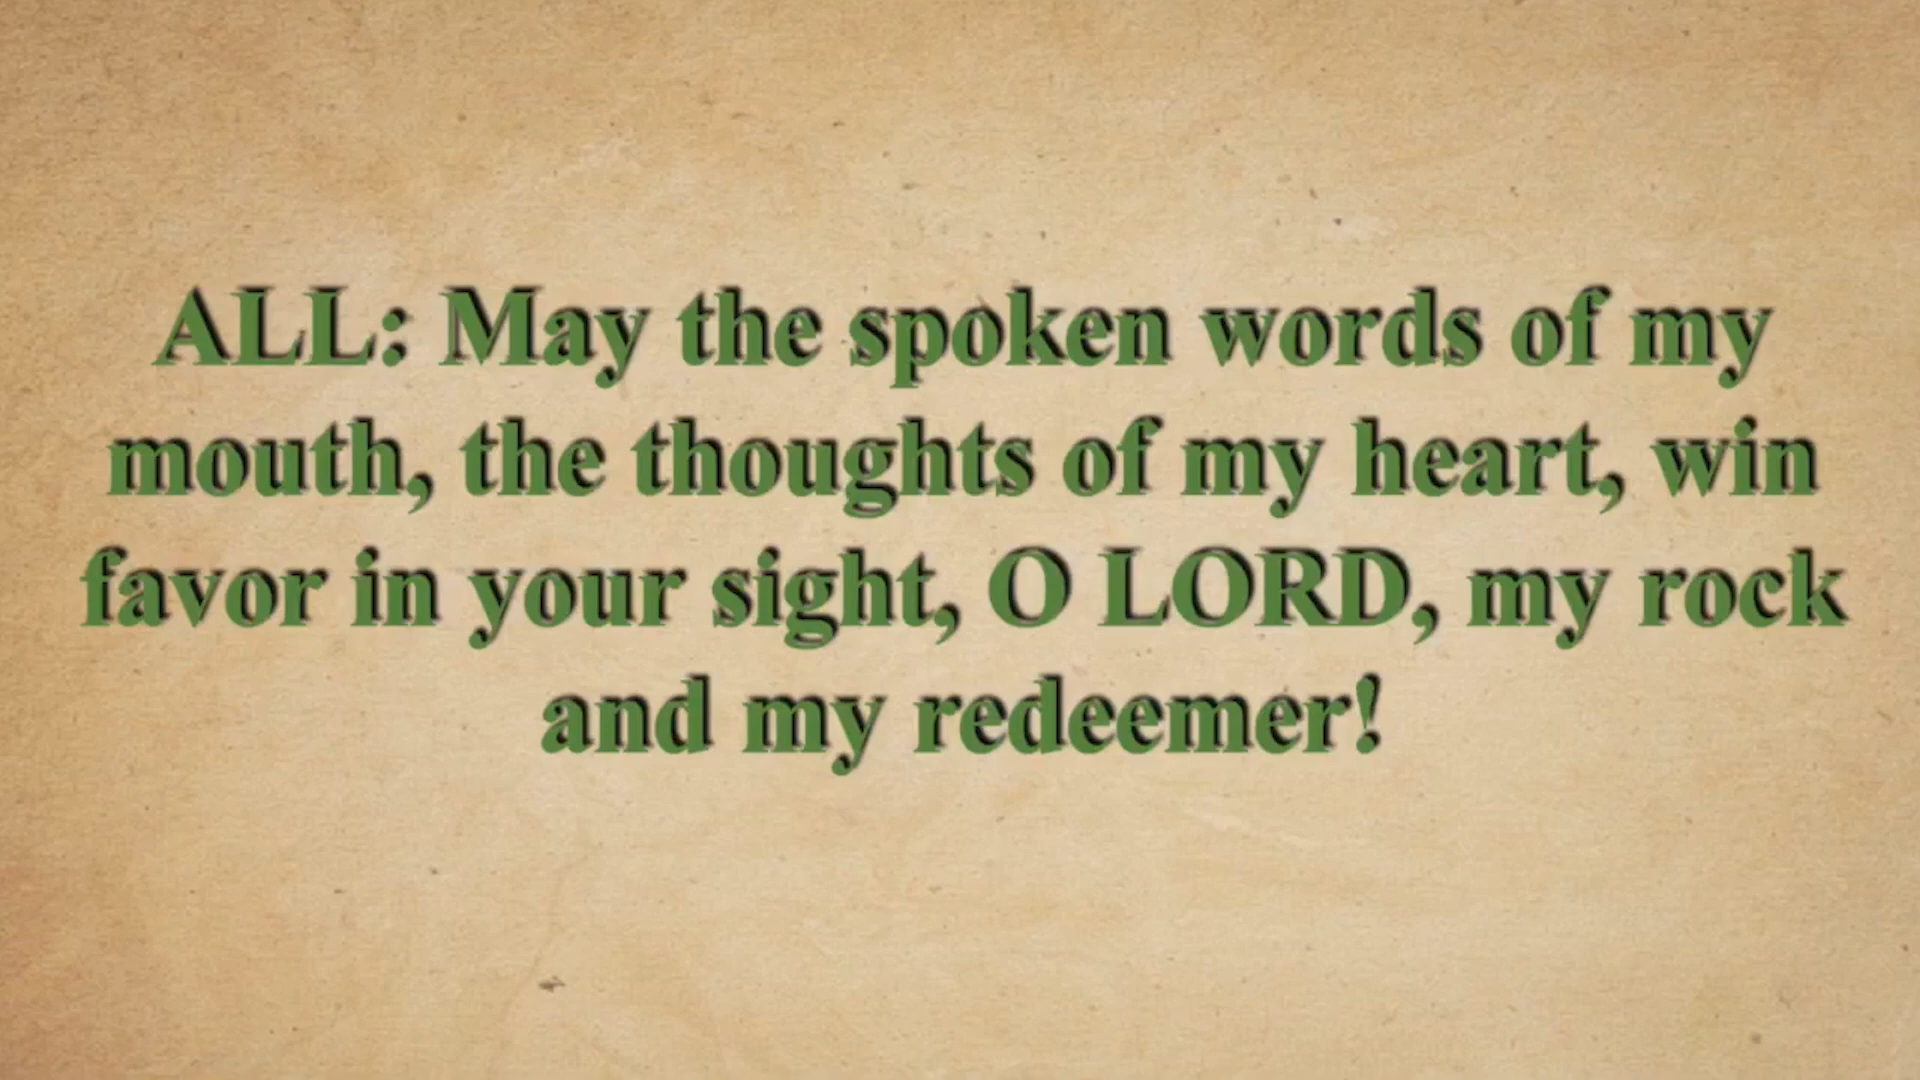 ALL: May the spoken words of my
mouth, the thoughts of my heart, win
favor in your sight, O LORD, my rock
and my redeemer!